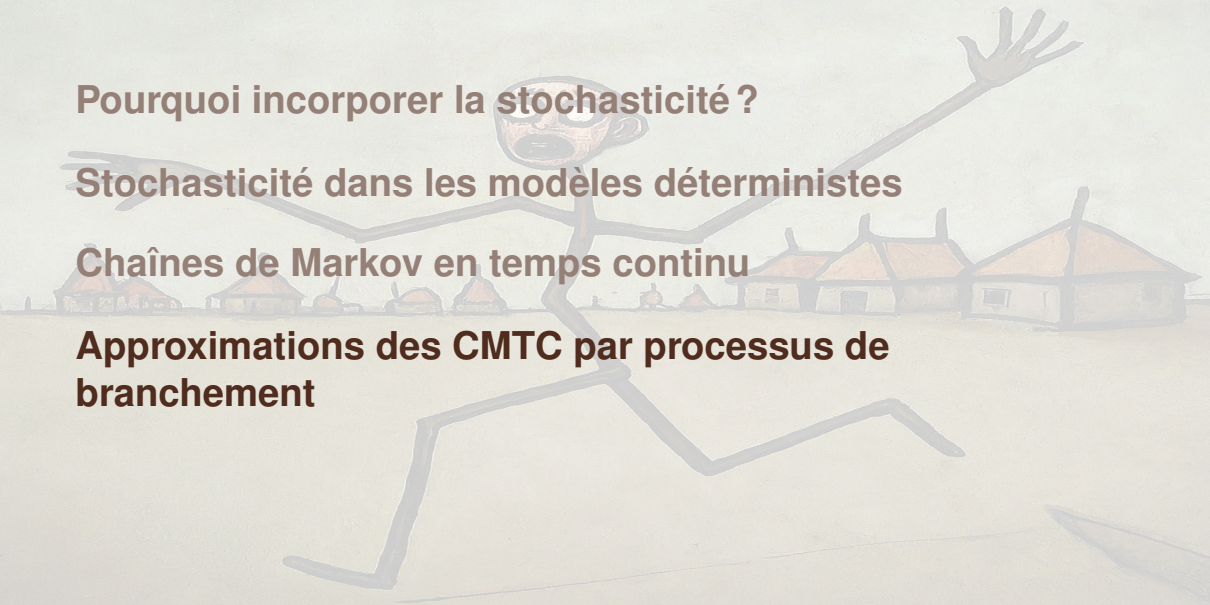 Pourquoi incorporer la stochasticité ?
Stochasticité dans les modèles déterministes
Chaînes de Markov en temps continu
Approximations des CMTC par processus de
branchement